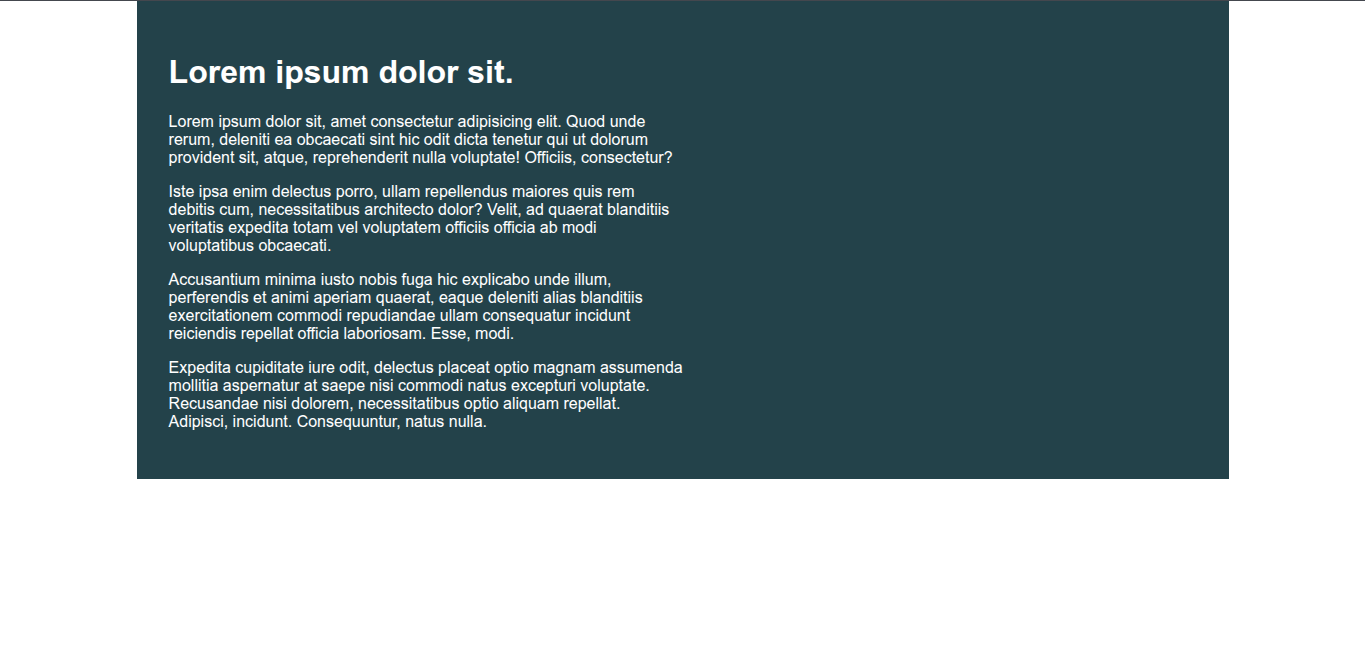 Lorem ipsum dolor sit.
Lorem ipsum dolor sit, amet consectetur adipisicing elit. Quod unde
rerum, deleniti ea obcaecati sint hic odit dicta tenetur qui ut dolorum
provident sit, atque, reprehenderit nulla voluptate! Officiis, consectetur?
Iste ipsa enim delectus porro, ullam repellendus maiores quis rem
debitis cum, necessitatibus architecto dolor? Velit, ad quaerat blanditiis
veritatis expedita totam vel voluptatem officiis officia ab modi
voluptatibus obcaecati.
Accusantium minima iusto nobis fuga hic explicabo unde illum,
perferendis et animi aperiam quaerat, eaque deleniti alias blanditiis
exercitationem commodi repudiandae ullam consequatur incidunt
reiciendis repellat officia laboriosam. Esse, modi.
Expedita cupiditate iure odit, delectus placeat optio magnam assumenda
mollitia aspernatur at saepe nisi commodi natus excepturi voluptate.
Recusandae nisi dolorem, necessitatibus optio aliquam repellat.
Adipisci, incidunt. Consequuntur, natus nulla.